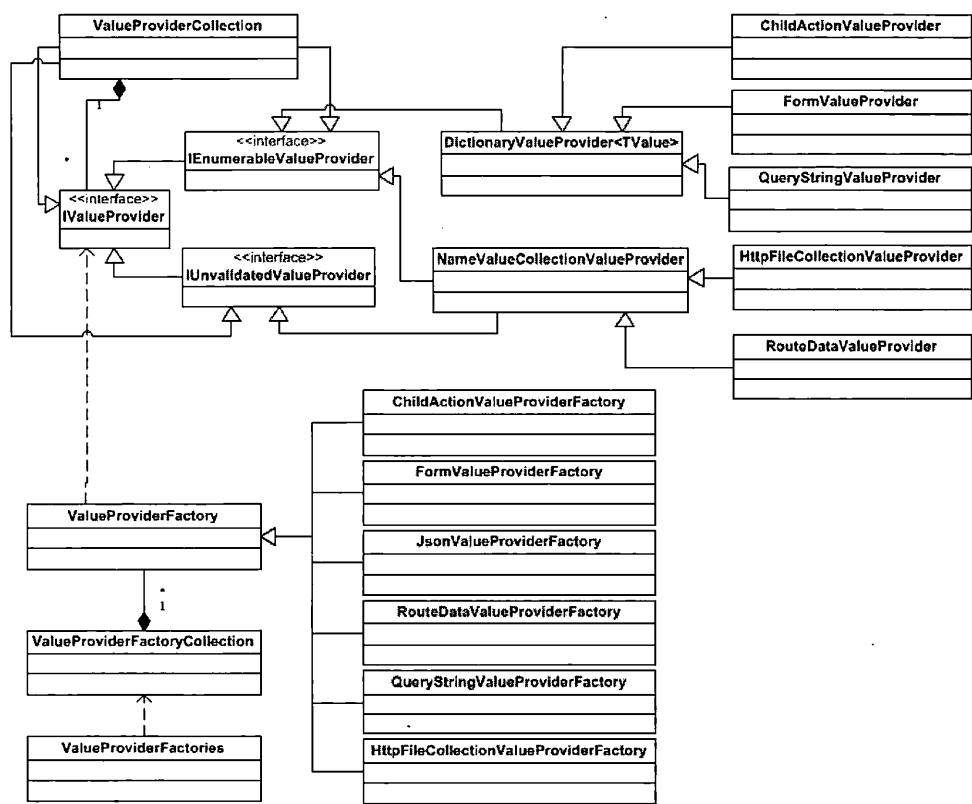 ValueProviderCollection
ChildActionValueProvider
1
FormValueProvider
<<interface>>
IEnumerableValueProvider
DictionaryValueProvider<TValue>
*
QueryStringValueProvider
<<interface>>
IValueProvider
<<interface>>
IUnvalidatedValueProvider
NameValueCollectionValueProvider
HttpFileCollectionValueProvider
RouteDataValueProvider
ChildActionValueProviderFactory
FormValueProviderFactory
ValueProviderFactory
JsonValueProviderFactory
*
1
RouteDataValueProviderFactory
ValueProviderFactoryCollection
QueryStringValueProviderFactory
ValueProviderFactories
HttpFileCollectionValueProviderFactory